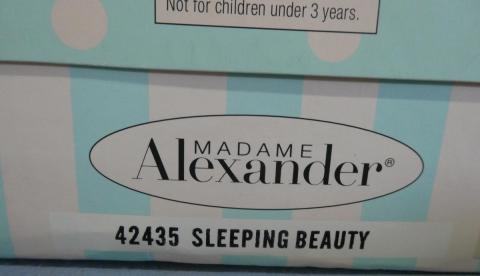 Not for children under 3 years.
MADAME
Alexander®
42435 SLEEPING BEAUTY